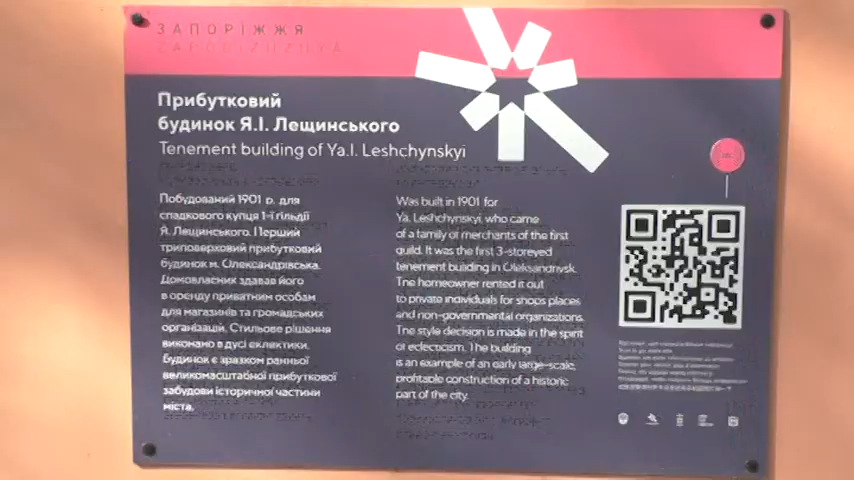 ЗАПОРІЖЖЯ
ZAPORIZHZHYA
Прибутковий
будинок Я.І. Лещинського
Tenement building of Ya.I. Leshchynskyi
Побудований 1901 р. для
спадкового купця 1-ї гільдії
Я. Лещинського. Перший
триповерховий прибутковий
будинок м. Олександрівська.
Домовласник здавав його
в оренду приватним особам
для магазинів та громадських
організацій. Стильове рішення
виконано в дусі еклектики.
Будинок є зразком ранньої
великомасштабної прибуткової
забудови історичної частини
міста.
Was built in 1901 for
Ya. Leshchynskyi, who came
of a family of merchants of the first
guild. It was the first 3-storeyed
tenement building in Oleksandrivsk.
The homeowner rented it out
to private individuals for shops places
and non-governmental organizations.
The style decision is made in the spirit
of eclecticism. The building
is an example of an early large-scale,
profitable construction of a historic
part of the city.